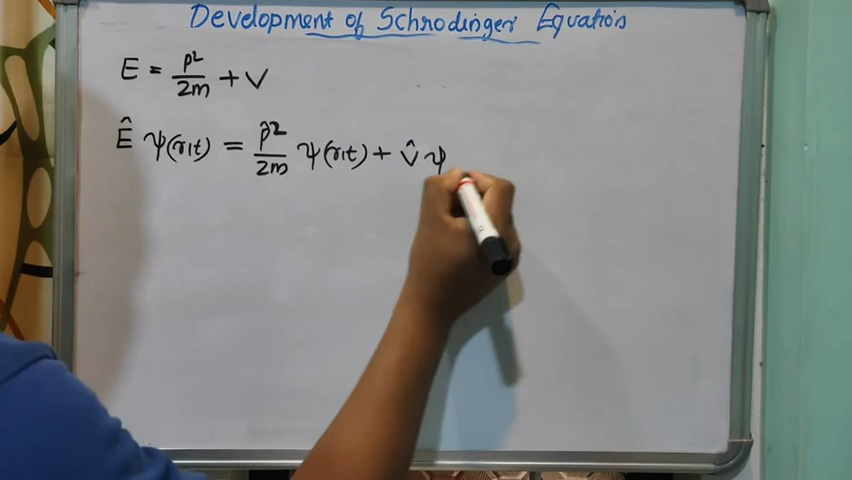 Development of Schrodinger Equation
E = p²/2m + V
Ê ψ(r,t) = p̂²/2m ψ(r,t) + V̂ ψ